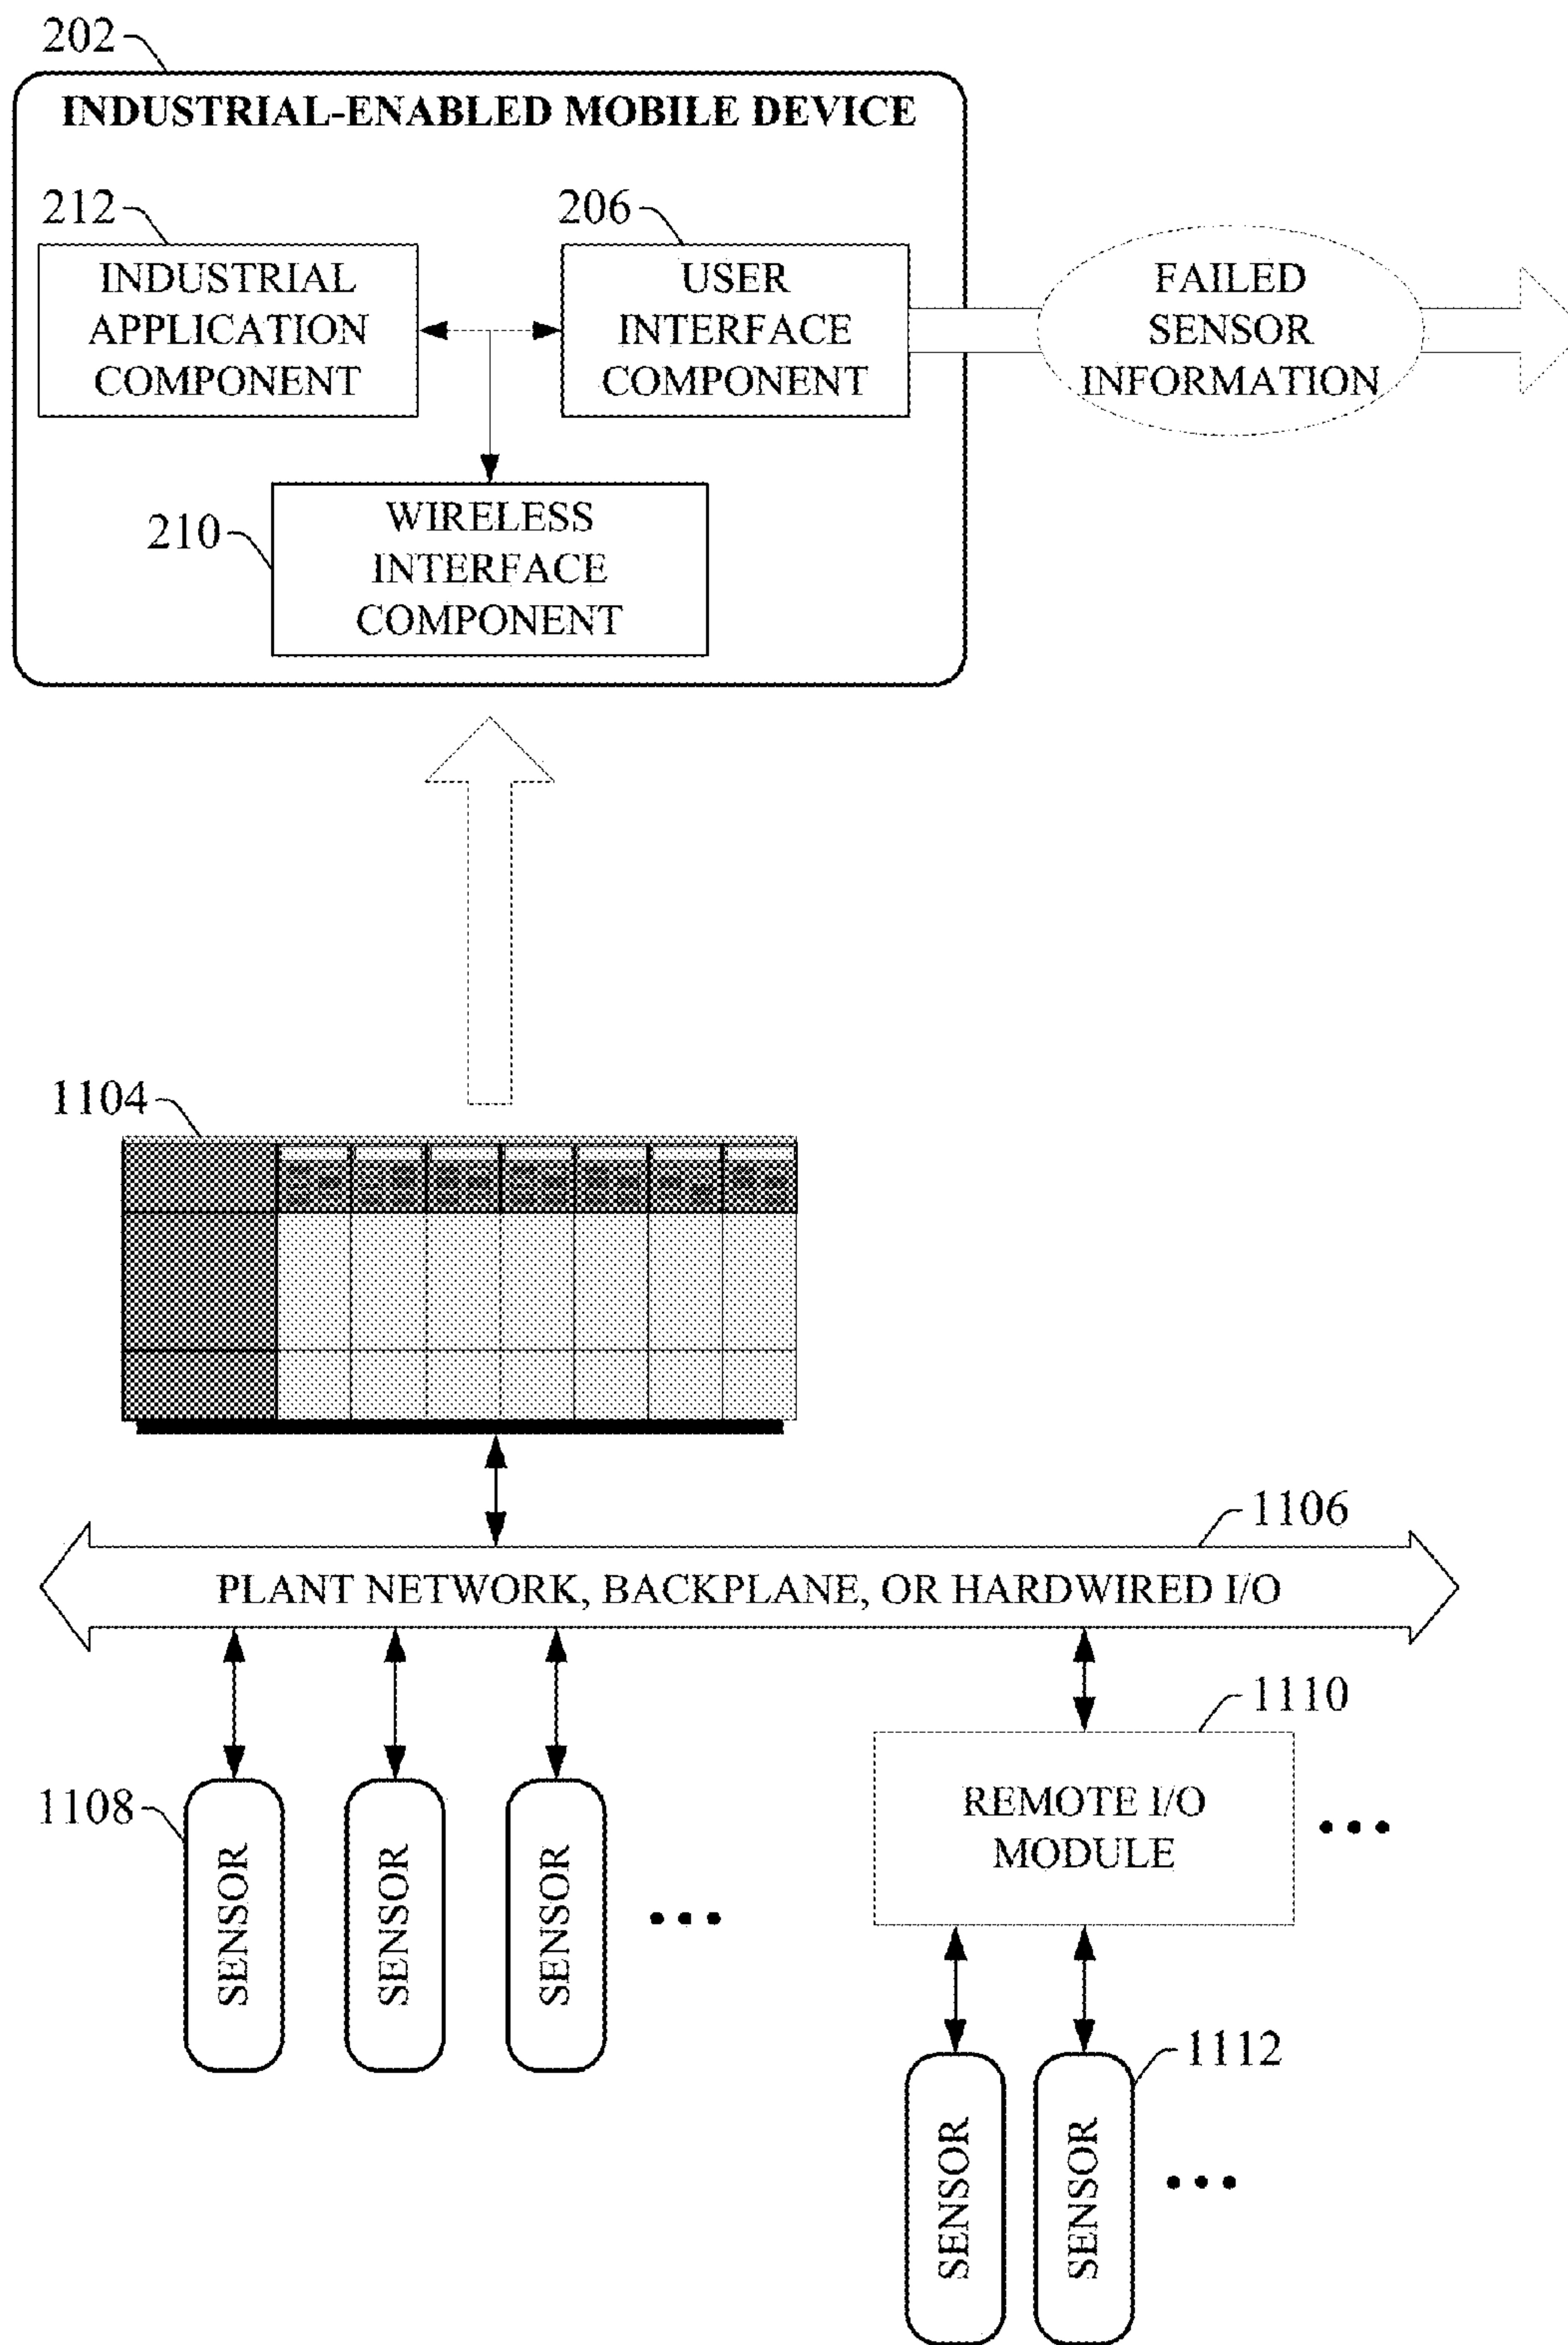 202
INDUSTRIAL-ENABLED MOBILE DEVICE
212
INDUSTRIAL
APPLICATION
COMPONENT
206
USER
INTERFACE
COMPONENT
FAILED
SENSOR
INFORMATION
210
WIRELESS
INTERFACE
COMPONENT
1104
1106
PLANT NETWORK, BACKPLANE, OR HARDWIRED I/O
1108
SENSOR
SENSOR
SENSOR
1110
REMOTE I/O
MODULE
1112
SENSOR
SENSOR